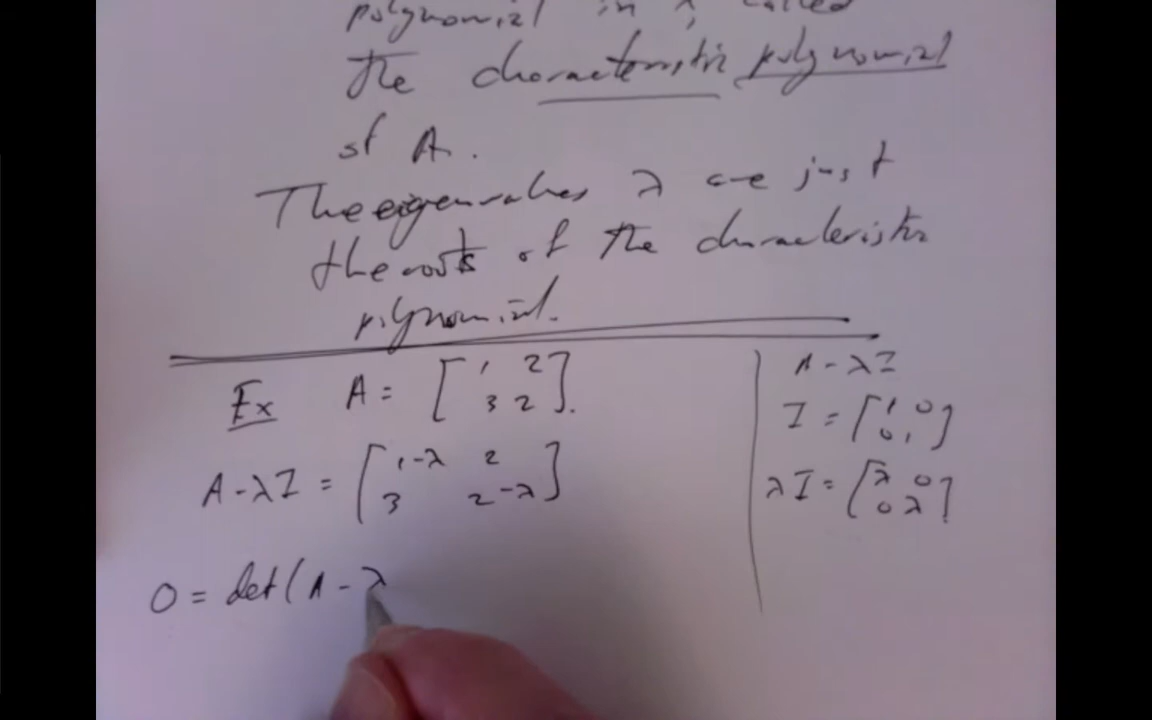 polynomial in λ, called
the characteristic polynomial
of A.
The eigenvalues λ are just
the roots of the characteristic
polynomial.
Ex A = [1 2
3 2].
A-λI = [1-λ 2
3 2-λ]
0 = det(A - λ
A-λI
I = [1 0
0 1]
λI = [λ 0
0 λ]